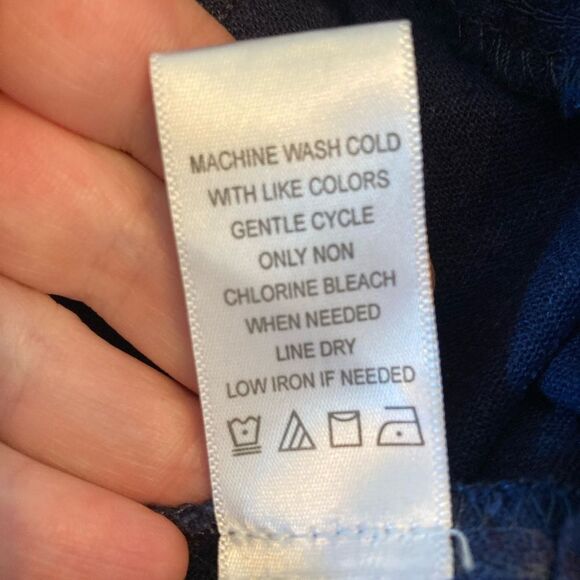 MACHINE WASH COLD
WITH LIKE COLORS
GENTLE CYCLE
ONLY NON
CHLORINE BLEACH
WHEN NEEDED
LINE DRY
LOW IRON IF NEEDED